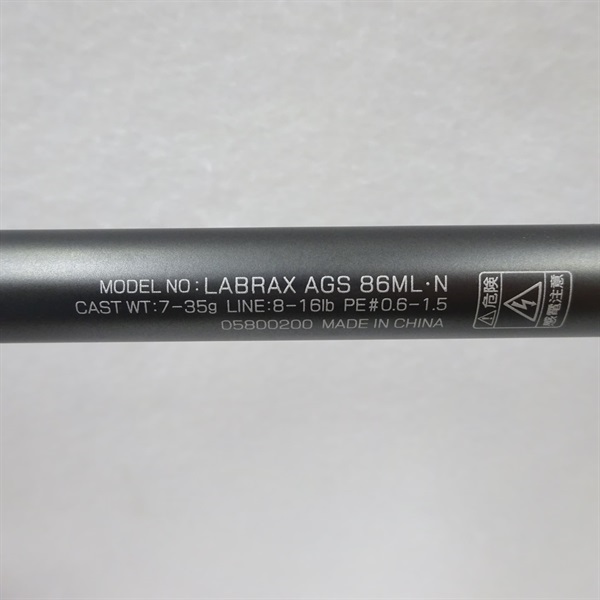 MODEL NO : LABRAX AGS 86ML·N
CAST WT:7-35g LINE:8-16lb PE#0.6-1.5
05800200 MADE IN CHINA
危険
感電注意